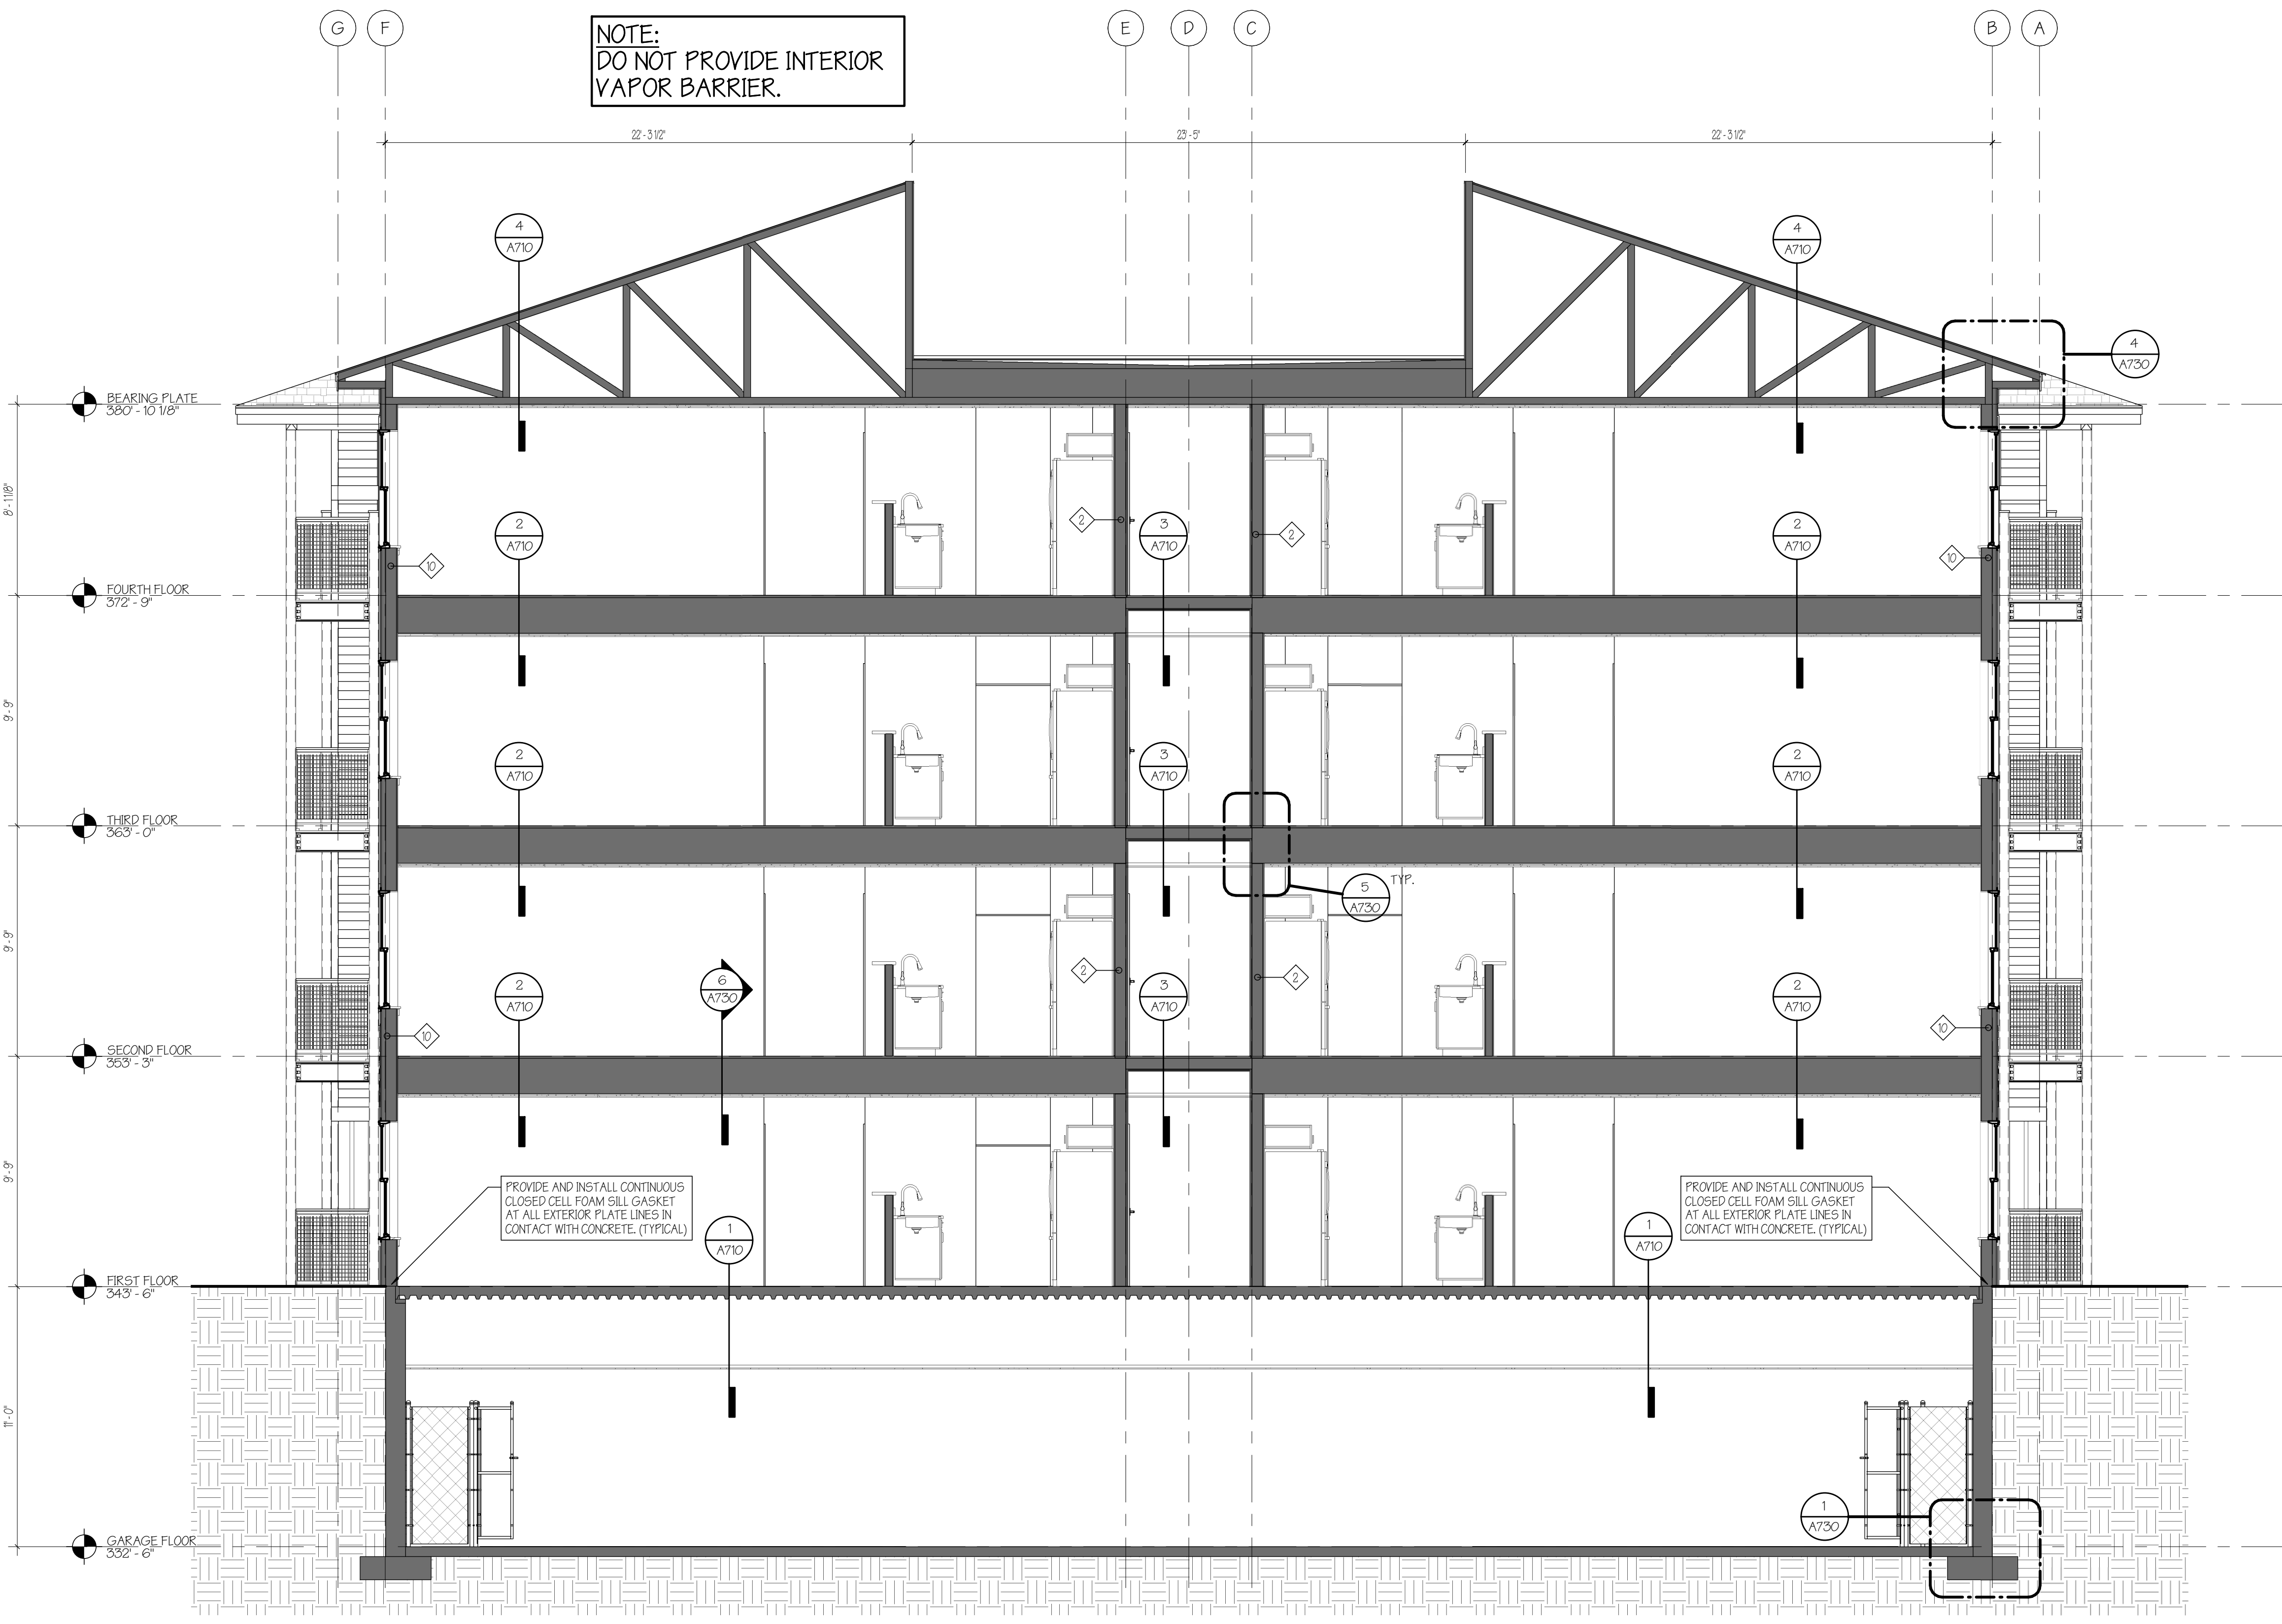 G F E D C B A
NOTE:
DO NOT PROVIDE INTERIOR
VAPOR BARRIER.
22' - 3 1/2" 23' - 5" 22' - 3 1/2"
4
A710
4
A710
4
A730
BEARING PLATE
380' - 10 1/8"
8' - 1 1/8"
2
A710
2
3
A710
2
2
A710
10
10
FOURTH FLOOR
372' - 9"
9' - 9"
2
A710
3
A710
2
A710
THIRD FLOOR
363' - 0"
5
A730
TYP.
9' - 9"
2
A710
6
A730
2
3
A710
2
2
A710
10
10
SECOND FLOOR
353' - 3"
9' - 9"
PROVIDE AND INSTALL CONTINUOUS
CLOSED CELL FOAM SILL GASKET
AT ALL EXTERIOR PLATE LINES IN
CONTACT WITH CONCRETE. (TYPICAL)
PROVIDE AND INSTALL CONTINUOUS
CLOSED CELL FOAM SILL GASKET
AT ALL EXTERIOR PLATE LINES IN
CONTACT WITH CONCRETE. (TYPICAL)
1
A710
1
A710
FIRST FLOOR
343' - 6"
11' - 0"
1
A730
GARAGE FLOOR
332' - 6"